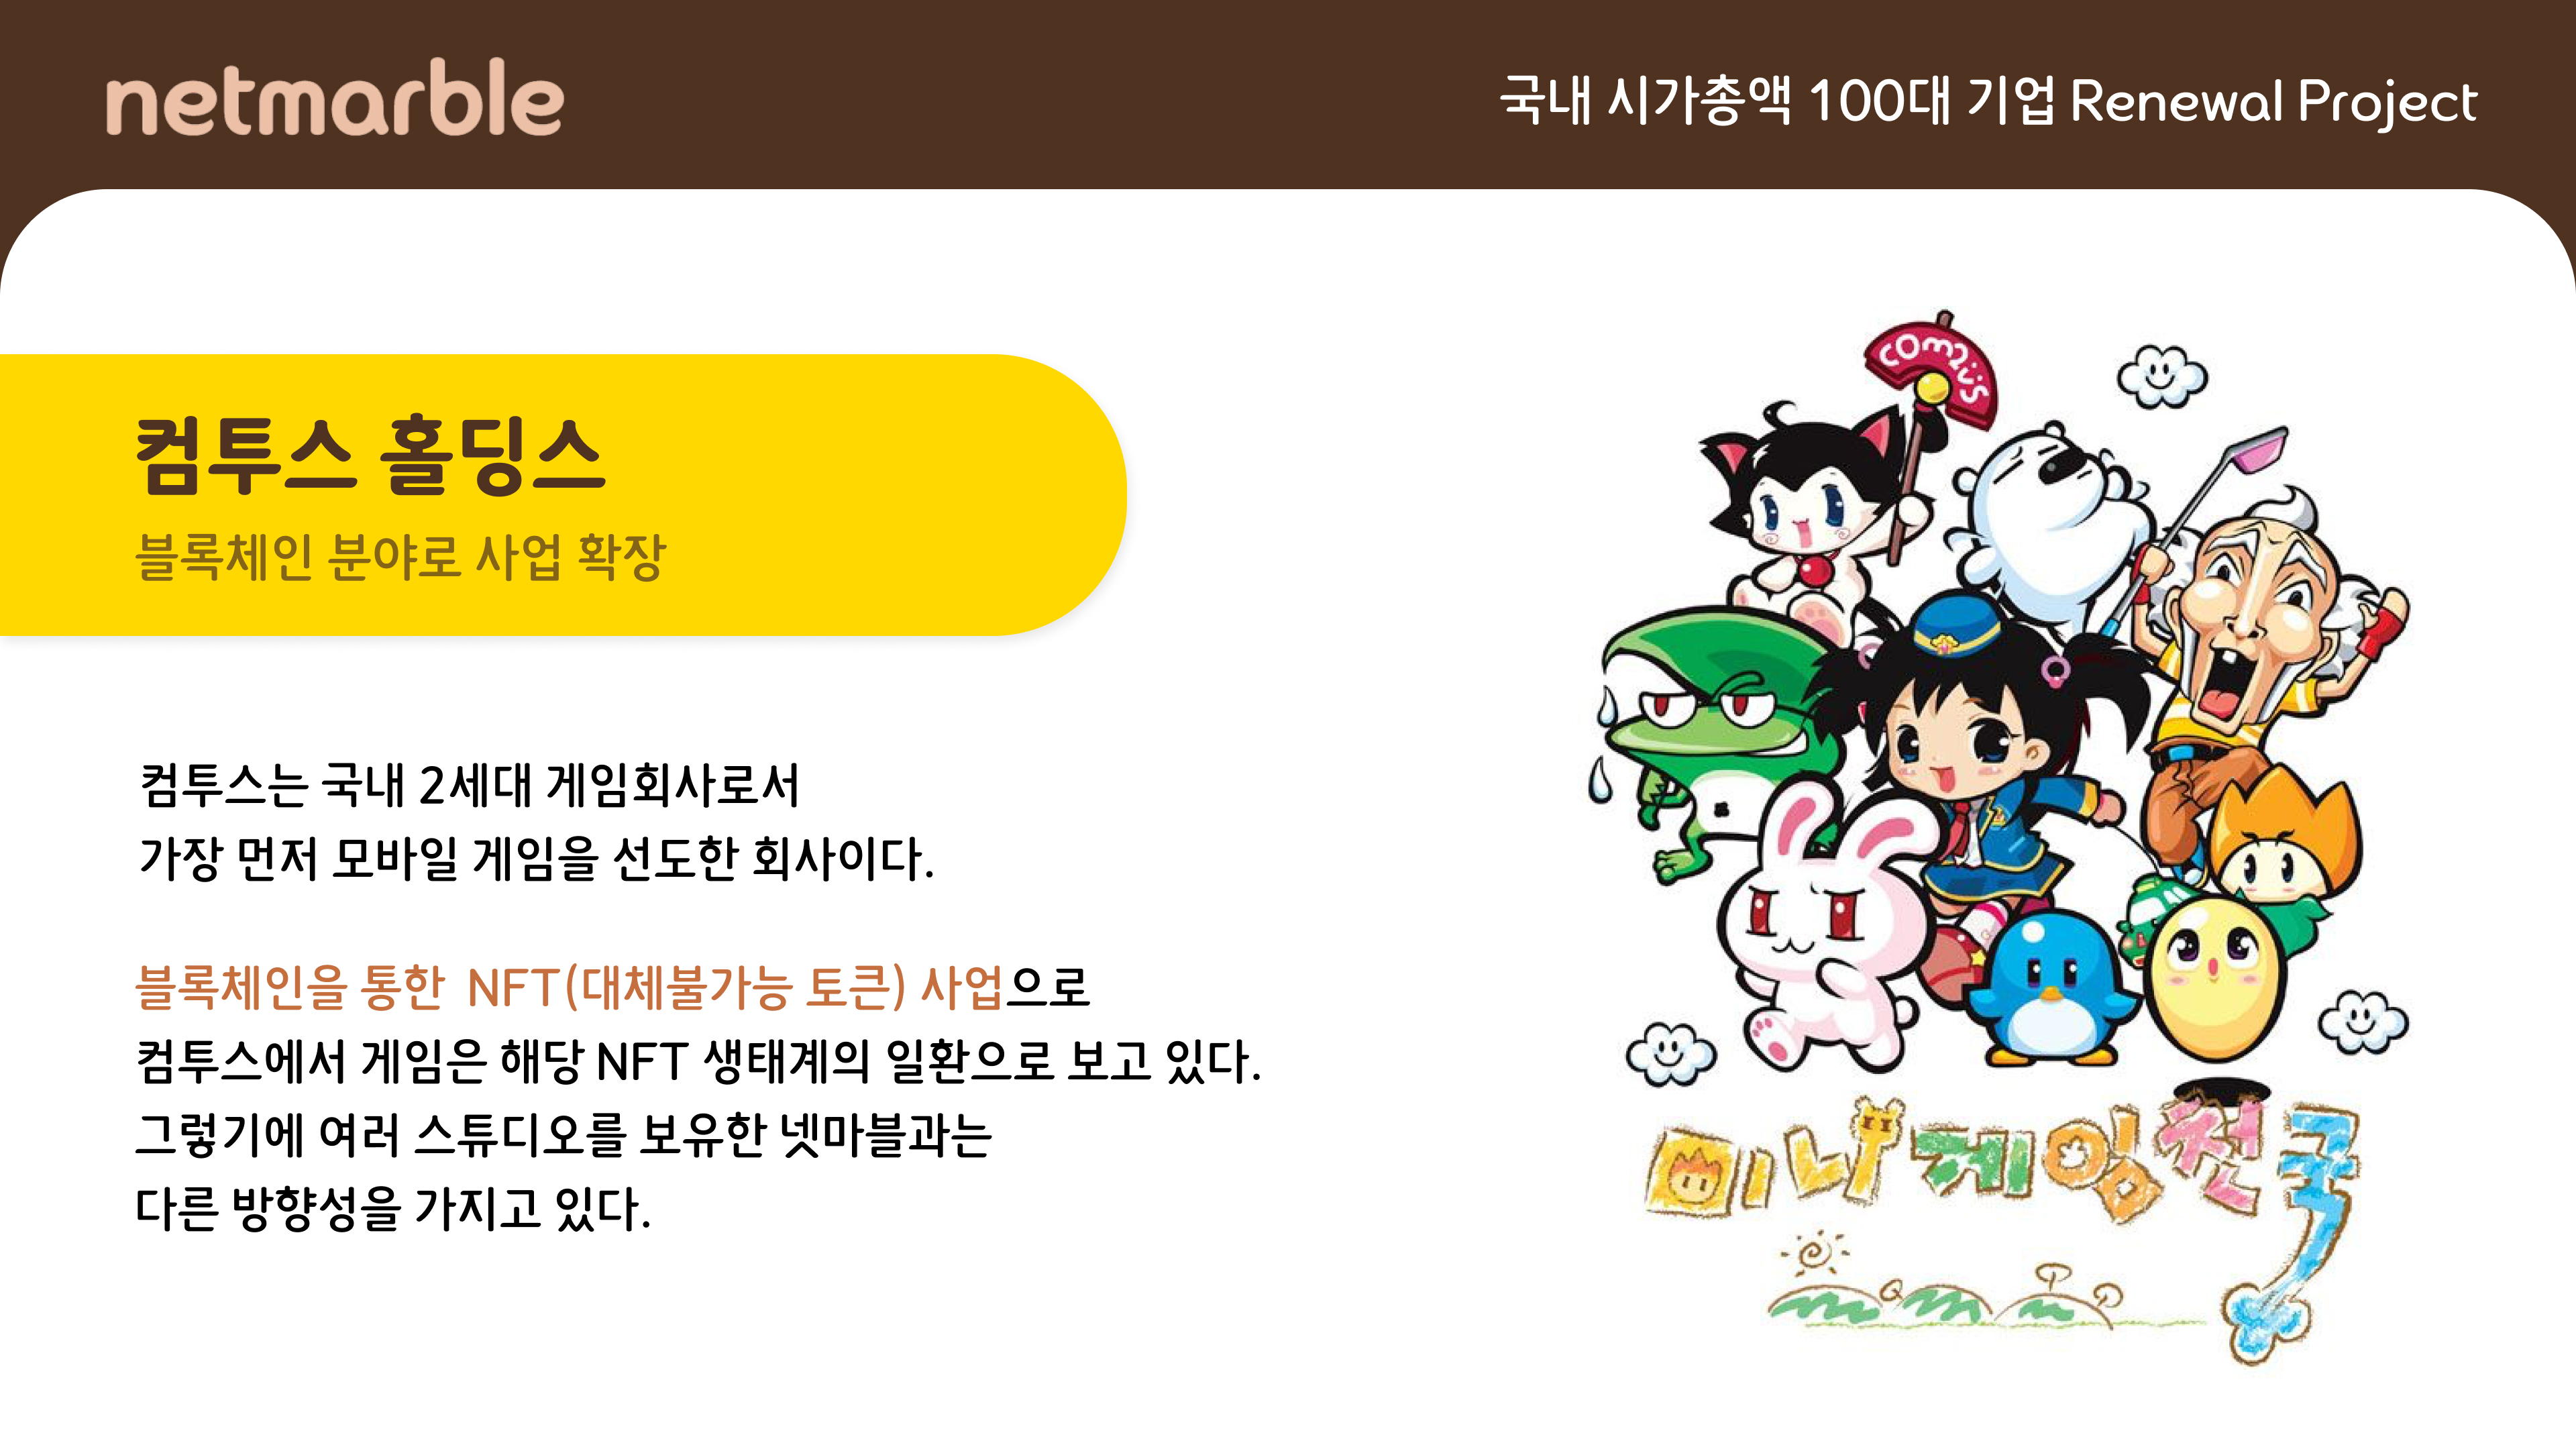 netmarble
국내 시가총액 100대 기업 Renewal Project
컴투스 홀딩스
블록체인 분야로 사업 확장
컴투스는 국내 2세대 게임회사로서
가장 먼저 모바일 게임을 선도한 회사이다.
블록체인을 통한 NFT(대체불가능 토큰) 사업으로
컴투스에서 게임은 해당 NFT 생태계의 일환으로 보고 있다.
그렇기에 여러 스튜디오를 보유한 넷마블과는
다른 방향성을 가지고 있다.
com2us
미니게임천국